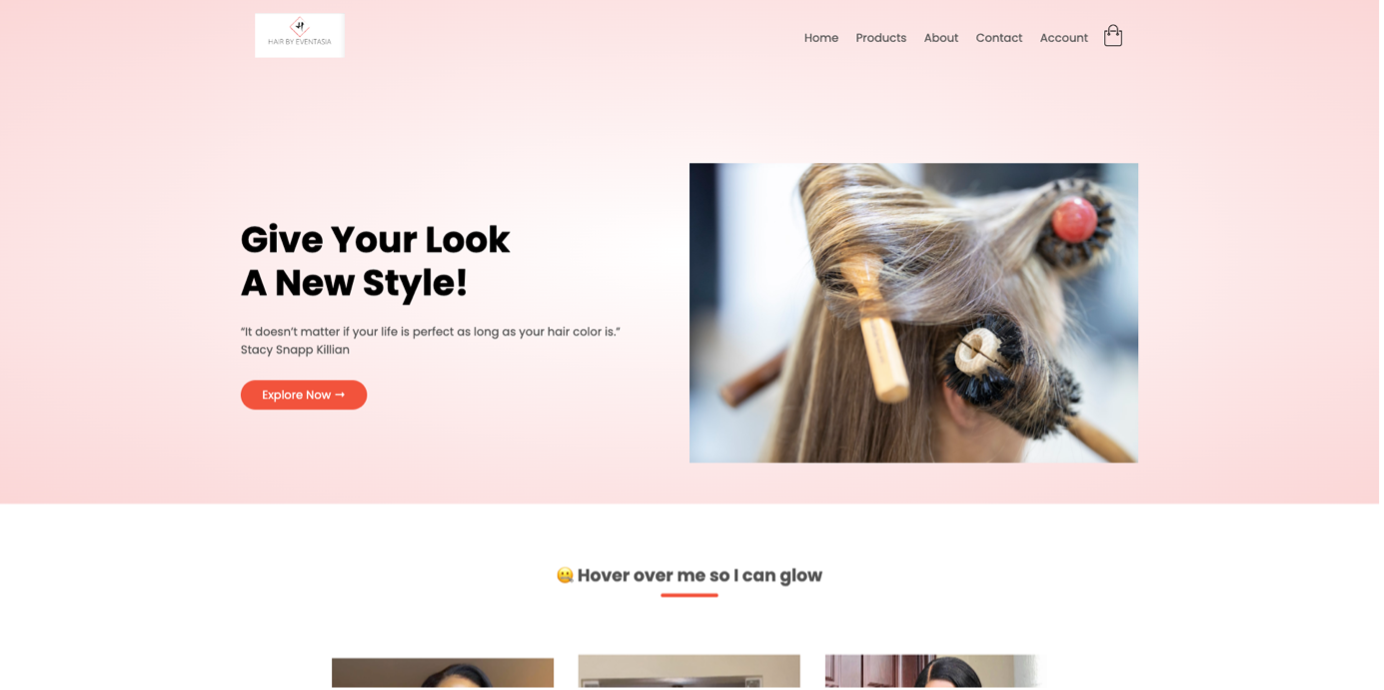 HAIR BY EVENTASIA
Home Products About Contact Account
Give Your Look
A New Style!
“It doesn’t matter if your life is perfect as long as your hair color is.”
Stacy Snapp Killian
Explore Now →
🤐 Hover over me so I can glow